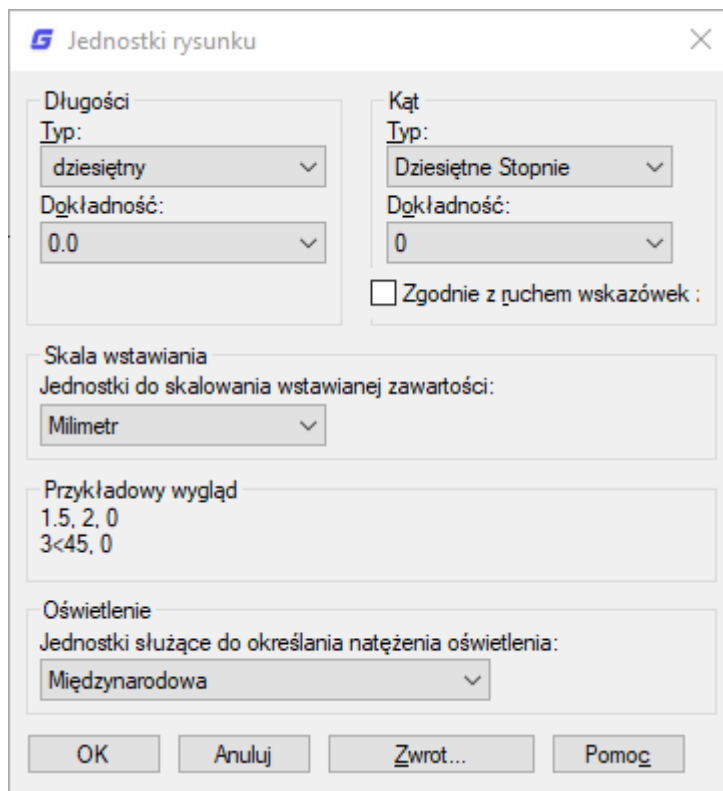 Jednostki rysunku
Długości
Typ:
dziesiętny
Dokładność:
0.0
Kąt
Typ:
Dziesiętne Stopnie
Dokładność:
0
Zgodnie z ruchem wskazówek :
Skala wstawiania
Jednostki do skalowania wstawianej zawartości:
Milimetr
Przykładowy wygląd
1.5, 2, 0
3<45, 0
Oświetlenie
Jednostki służące do określania natężenia oświetlenia:
Międzynarodowa
OK
Anuluj
Zwrot...
Pomoc